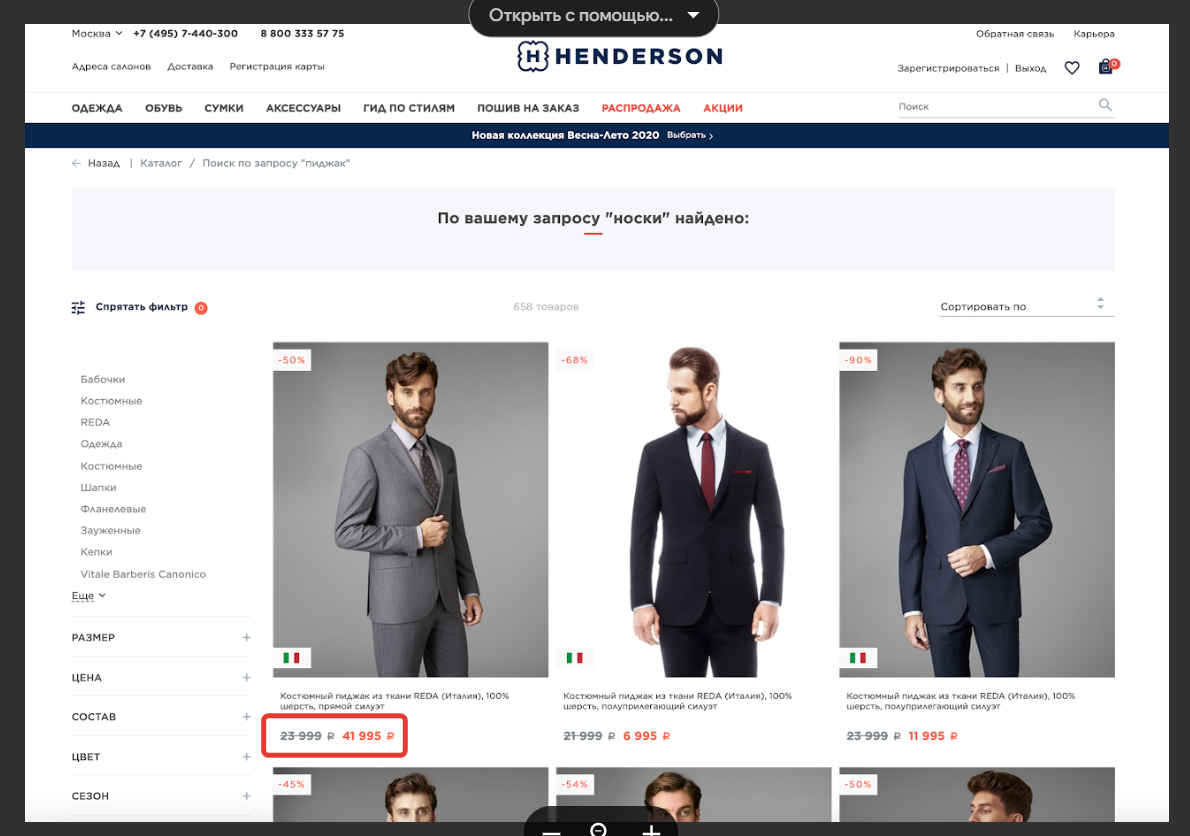 Открыть с помощью...
Москва +7 (495) 7-440-300 8 800 333 57 75
Обратная связь Карьера
HENDERSON
Адреса салонов Доставка Регистрация карты
Зарегистрироваться | Выход 0
ОДЕЖДА ОБУВЬ СУМКИ АКСЕССУАРЫ ГИД ПО СТИЛЯМ ПОШИВ НА ЗАКАЗ РАСПРОДАЖА АКЦИИ
Поиск
Новая коллекция Весна-Лето 2020 Выбрать >
← Назад | Каталог / Поиск по запросу "пиджак"
По вашему запросу "носки" найдено:
Спрятать фильтр 0
658 товаров
Сортировать по
Бабочки
Костюмные
REDA
Одежда
Костюмные
Шапки
Фланелевые
Зауженные
Кепки
Vitale Barberis Canonico
Еще
РАЗМЕР +
ЦЕНА +
СОСТАВ +
ЦВЕТ +
СЕЗОН +
-50%
Костюмный пиджак из ткани REDA (Италия), 100%
шерсть, прямой силуэт
23 999 ₽ 41 995 ₽
-68%
Костюмный пиджак из ткани REDA (Италия), 100%
шерсть, полуприлегающий силуэт
21 999 ₽ 6 995 ₽
-90%
Костюмный пиджак из ткани REDA (Италия), 100%
шерсть, полуприлегающий силуэт
23 999 ₽ 11 995 ₽
-45%
-54%
-50%